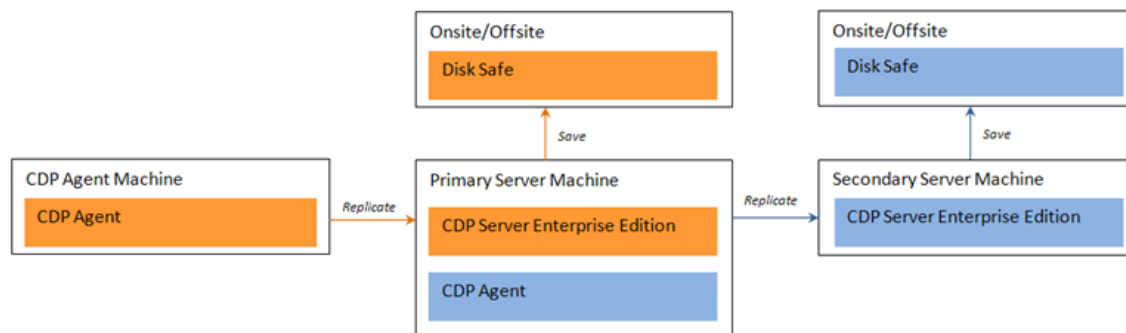 Onsite/Offsite
Disk Safe
Onsite/Offsite
Disk Safe
Save
Save
CDP Agent Machine
CDP Agent
Replicate
Primary Server Machine
CDP Server Enterprise Edition
CDP Agent
Replicate
Secondary Server Machine
CDP Server Enterprise Edition